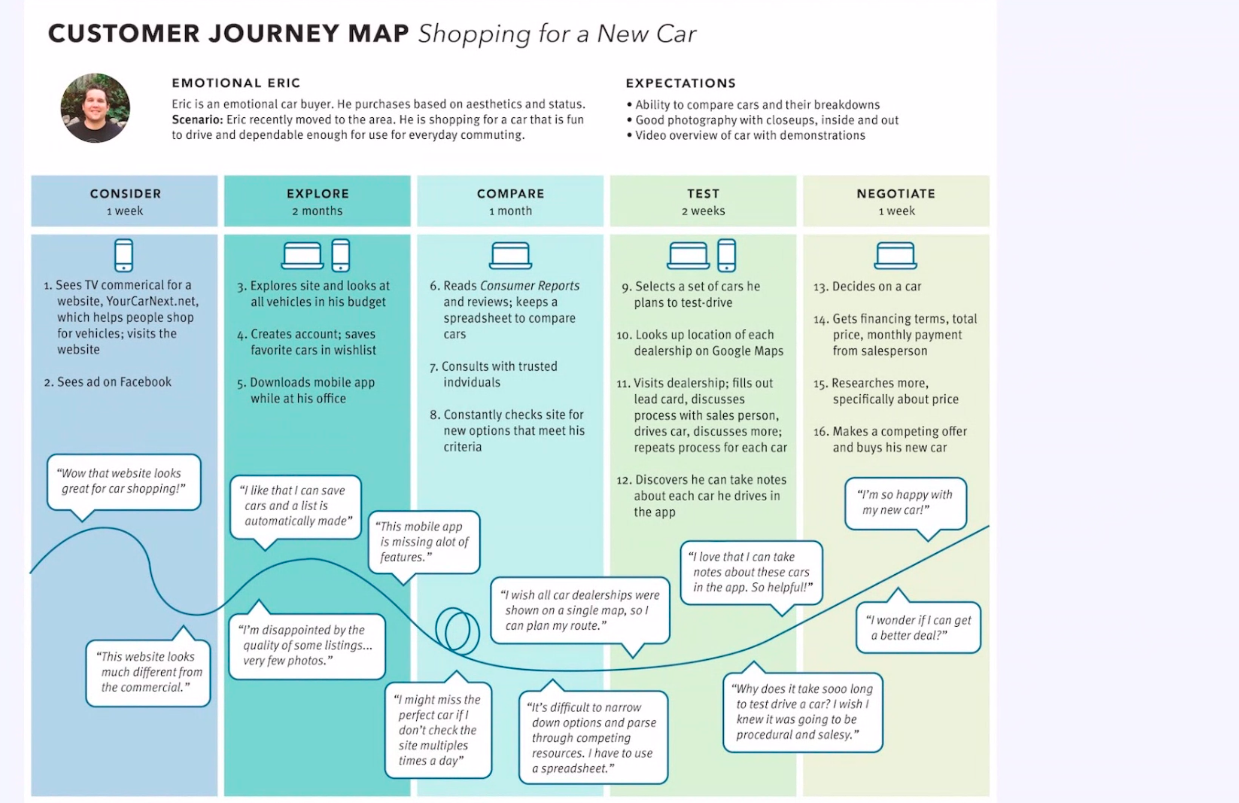 CUSTOMER JOURNEY MAP Shopping for a New Car
EMOTIONAL ERIC
Eric is an emotional car buyer. He purchases based on aesthetics and status.
Scenario: Eric recently moved to the area. He is shopping for a car that is fun
to drive and dependable enough for use for everyday commuting.
EXPECTATIONS
• Ability to compare cars and their breakdowns
• Good photography with closeups, inside and out
• Video overview of car with demonstrations
CONSIDER
1 week
EXPLORE
2 months
COMPARE
1 month
TEST
2 weeks
NEGOTIATE
1 week
1. Sees TV commerical for a
website, YourCarNext.net,
which helps people shop
for vehicles; visits the
website
2. Sees ad on Facebook
3. Explores site and looks at
all vehicles in his budget
4. Creates account; saves
favorite cars in wishlist
5. Downloads mobile app
while at his office
6. Reads Consumer Reports
and reviews; keeps a
spreadsheet to compare
cars
7. Consults with trusted
indviduals
8. Constantly checks site for
new options that meet his
criteria
9. Selects a set of cars he
plans to test-drive
10. Looks up location of each
dealership on Google Maps
11. Visits dealership; fills out
lead card, discusses
process with sales person,
drives car, discusses more;
repeats process for each car
12. Discovers he can take notes
about each car he drives in
the app
13. Decides on a car
14. Gets financing terms, total
price, monthly payment
from salesperson
15. Researches more,
specifically about price
16. Makes a competing offer
and buys his new car
“Wow that website looks
great for car shopping!”
“This website looks
much different from
the commercial.”
“I like that I can save
cars and a list is
automatically made”
“I’m disappointed by the
quality of some listings...
very few photos.”
“This mobile app
is missing alot of
features.”
“I might miss the
perfect car if I
don’t check the
site multiples
times a day”
“I wish all car dealerships were
shown on a single map, so I
can plan my route.”
“It’s difficult to narrow
down options and parse
through competing
resources. I have to use
a spreadsheet.”
“I love that I can take
notes about these cars
in the app. So helpful!”
“Why does it take sooo long
to test drive a car? I wish I
knew it was going to be
procedural and salesy.”
“I’m so happy with
my new car!”
“I wonder if I can get
a better deal?”